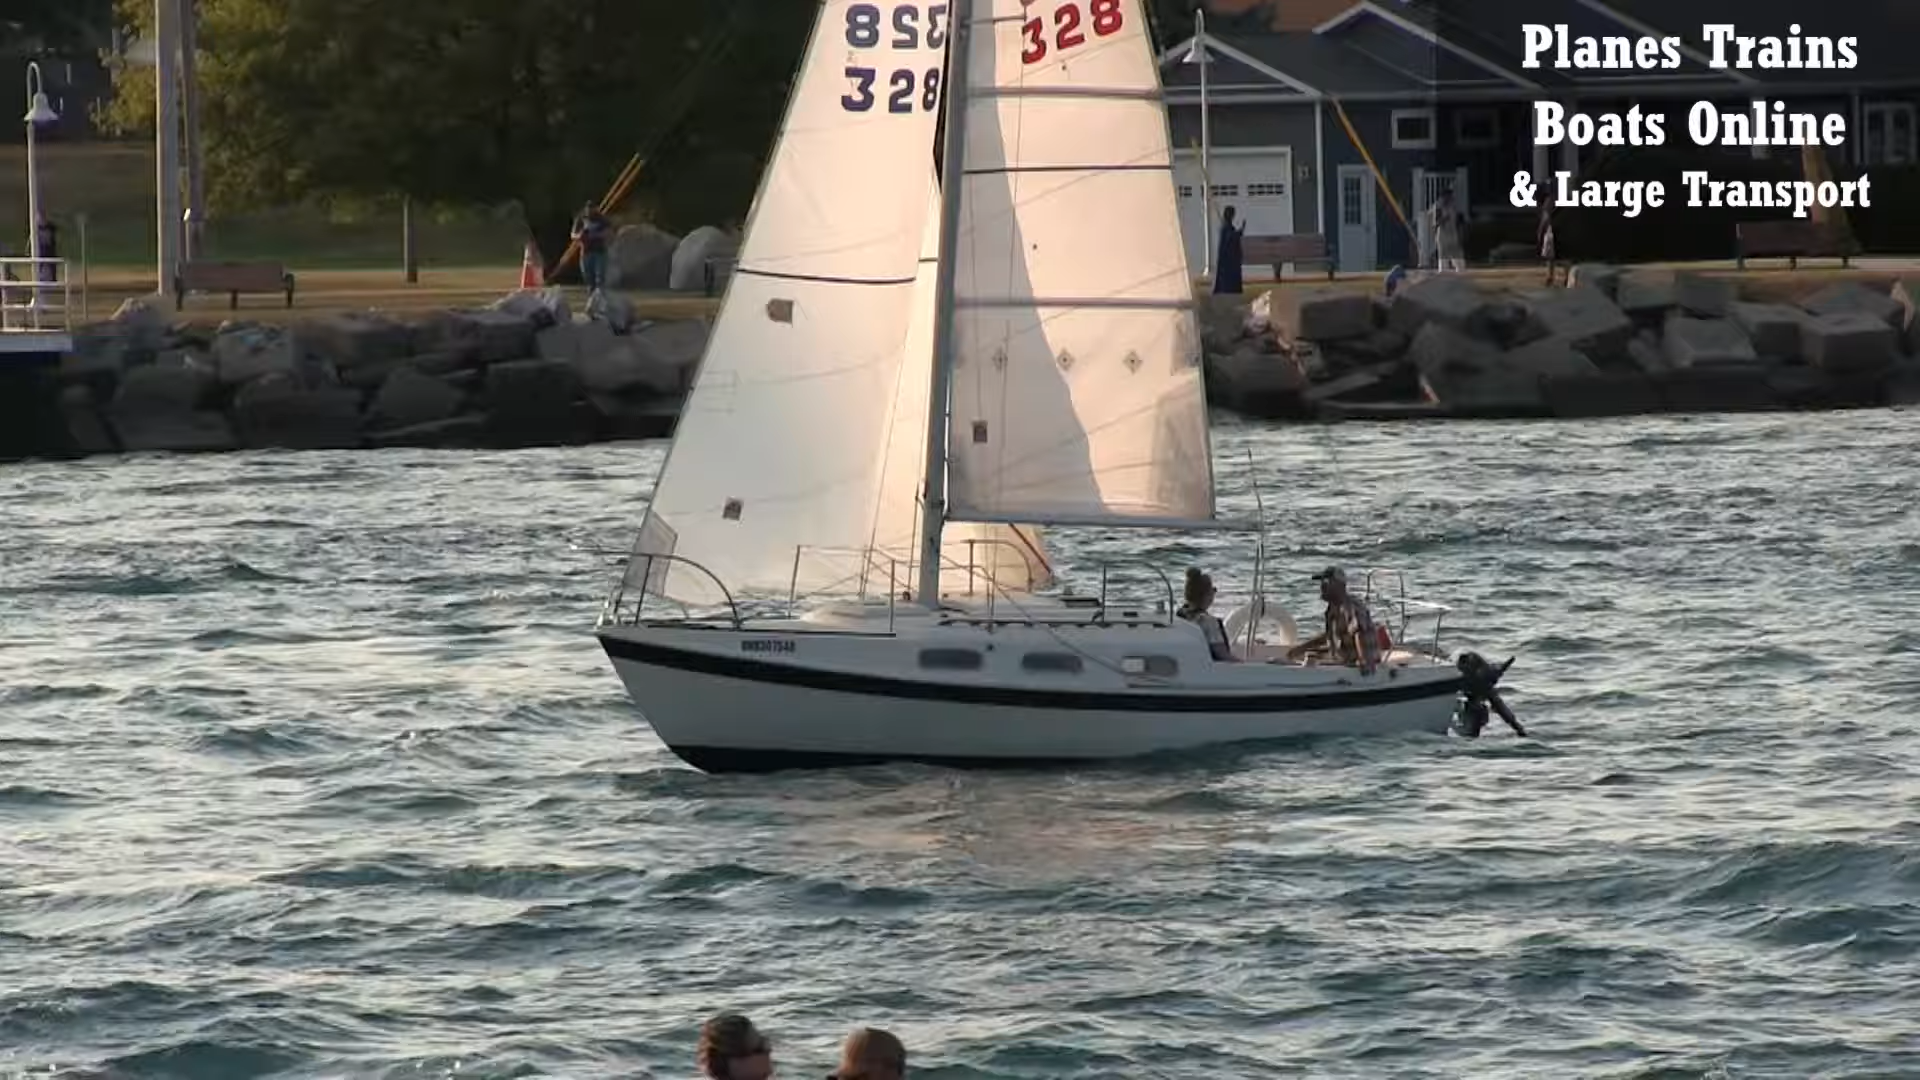 Planes Trains
Boats Online
& Large Transport
328
328
328